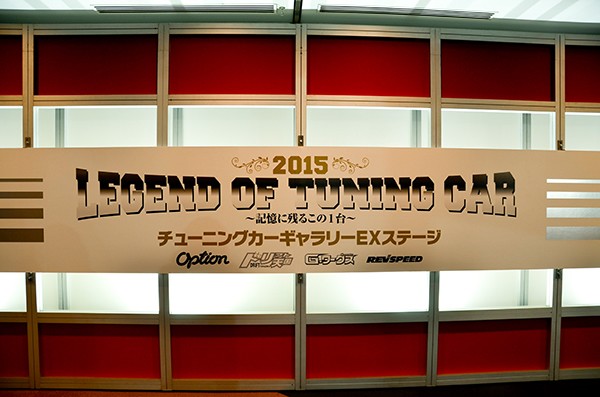 2015
LEGEND OF TUNING CAR
～記憶に残るこの1台～
チューニングカーギャラリーEXステージ
option ドリフト天国 G1ワークス REVSPEED